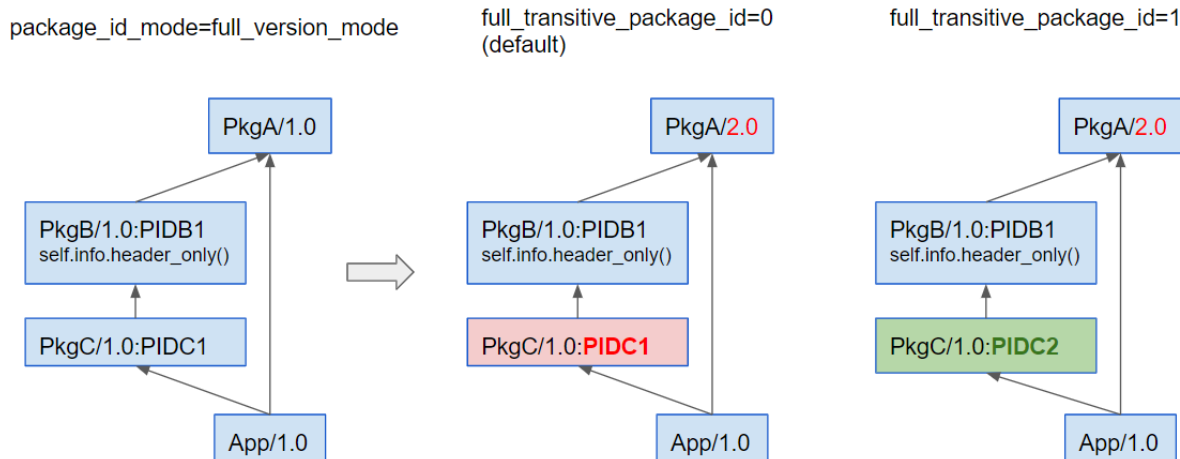 package_id_mode=full_version_mode
full_transitive_package_id=0
(default)
full_transitive_package_id=1
PkgA/1.0
PkgB/1.0:PIDB1
self.info.header_only()
PkgC/1.0:PIDC1
App/1.0
PkgA/2.0
PkgB/1.0:PIDB1
self.info.header_only()
PkgC/1.0:PIDC1
App/1.0
PkgA/2.0
PkgB/1.0:PIDB1
self.info.header_only()
PkgC/1.0:PIDC2
App/1.0